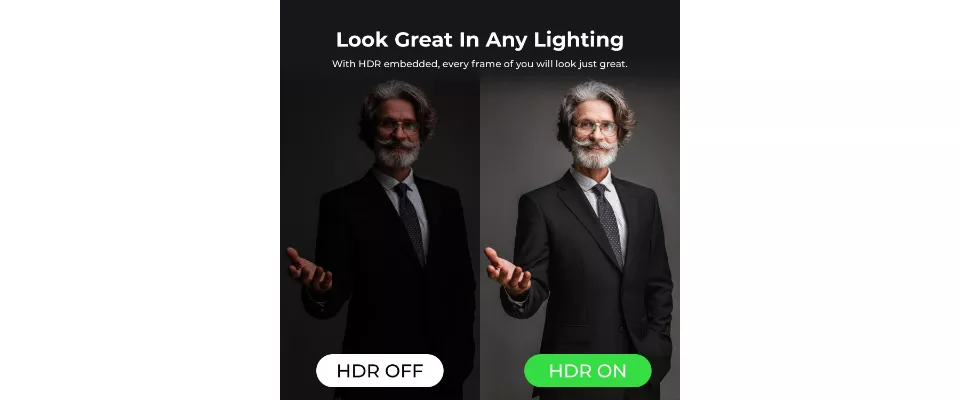 Look Great In Any Lighting
With HDR embedded, every frame of you will look just great.
HDR OFF
HDR ON